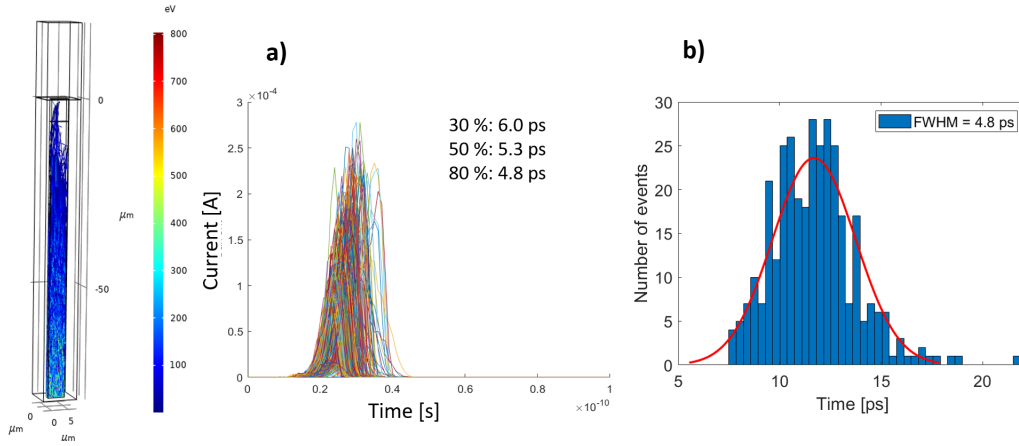 eV
800
700
600
500
400
300
200
100
0
-50
μm
0
5
0
μm
μm
a)
×10⁻⁴
3
2.5
2
1.5
1
0.5
0
Current [A]
30 %: 6.0 ps
50 %: 5.3 ps
80 %: 4.8 ps
0
0.2
0.4
0.6
0.8
1
Time [s]
×10⁻¹⁰
b)
30
25
20
15
10
5
0
Number of events
FWHM = 4.8 ps
5
10
15
20
Time [ps]